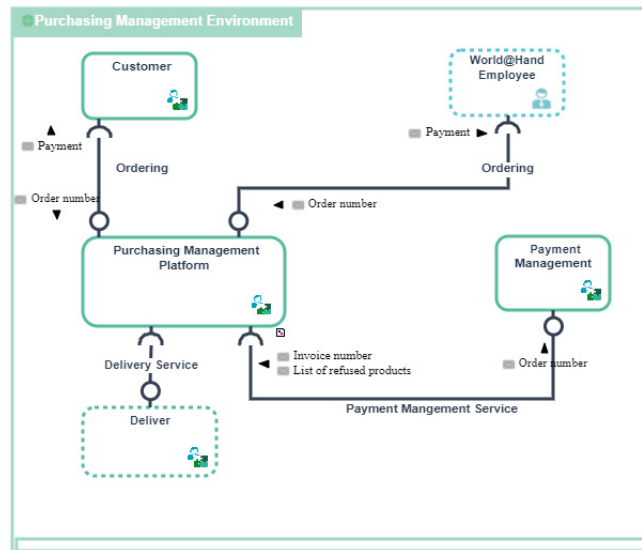 Purchasing Management Environment
Customer
World@Hand
Employee
Payment
Payment
Ordering
Ordering
Order number
Order number
Purchasing Management
Platform
Payment
Management
Invoice number
List of refused products
Delivery Service
Order number
Payment Mangement Service
Deliver